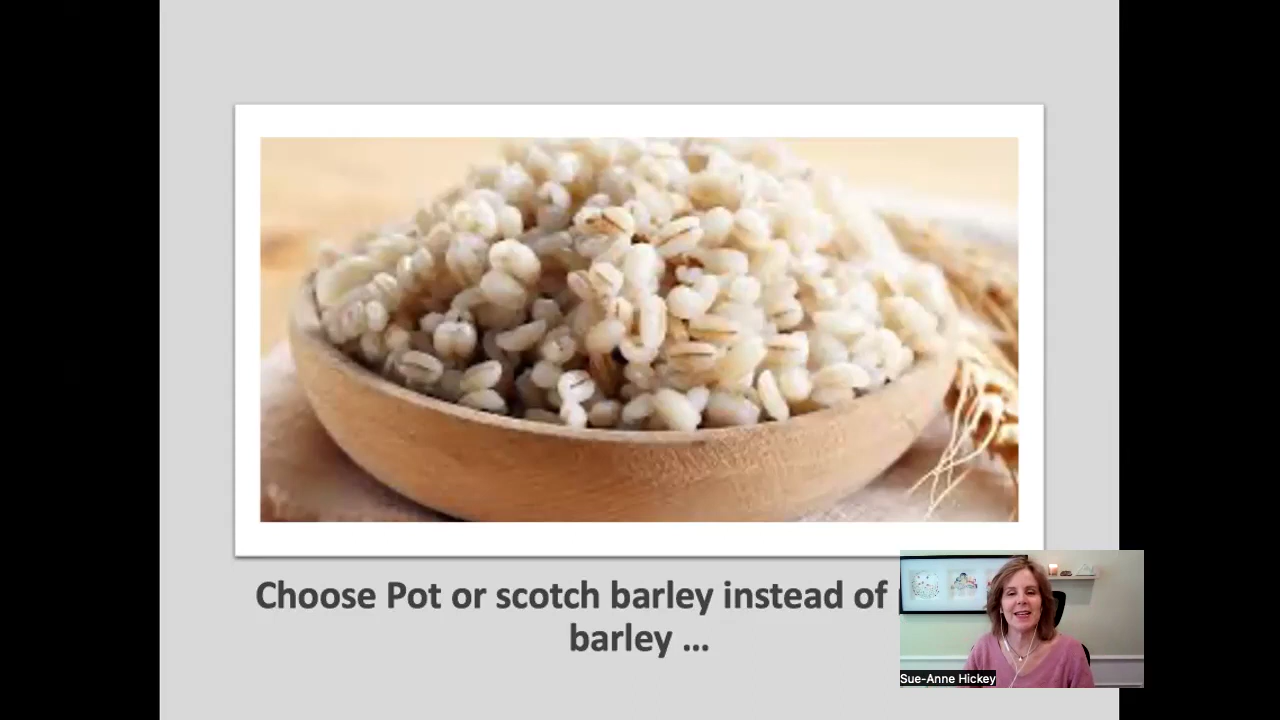 Choose Pot or scotch barley instead of
barley ...
Sue-Anne Hickey